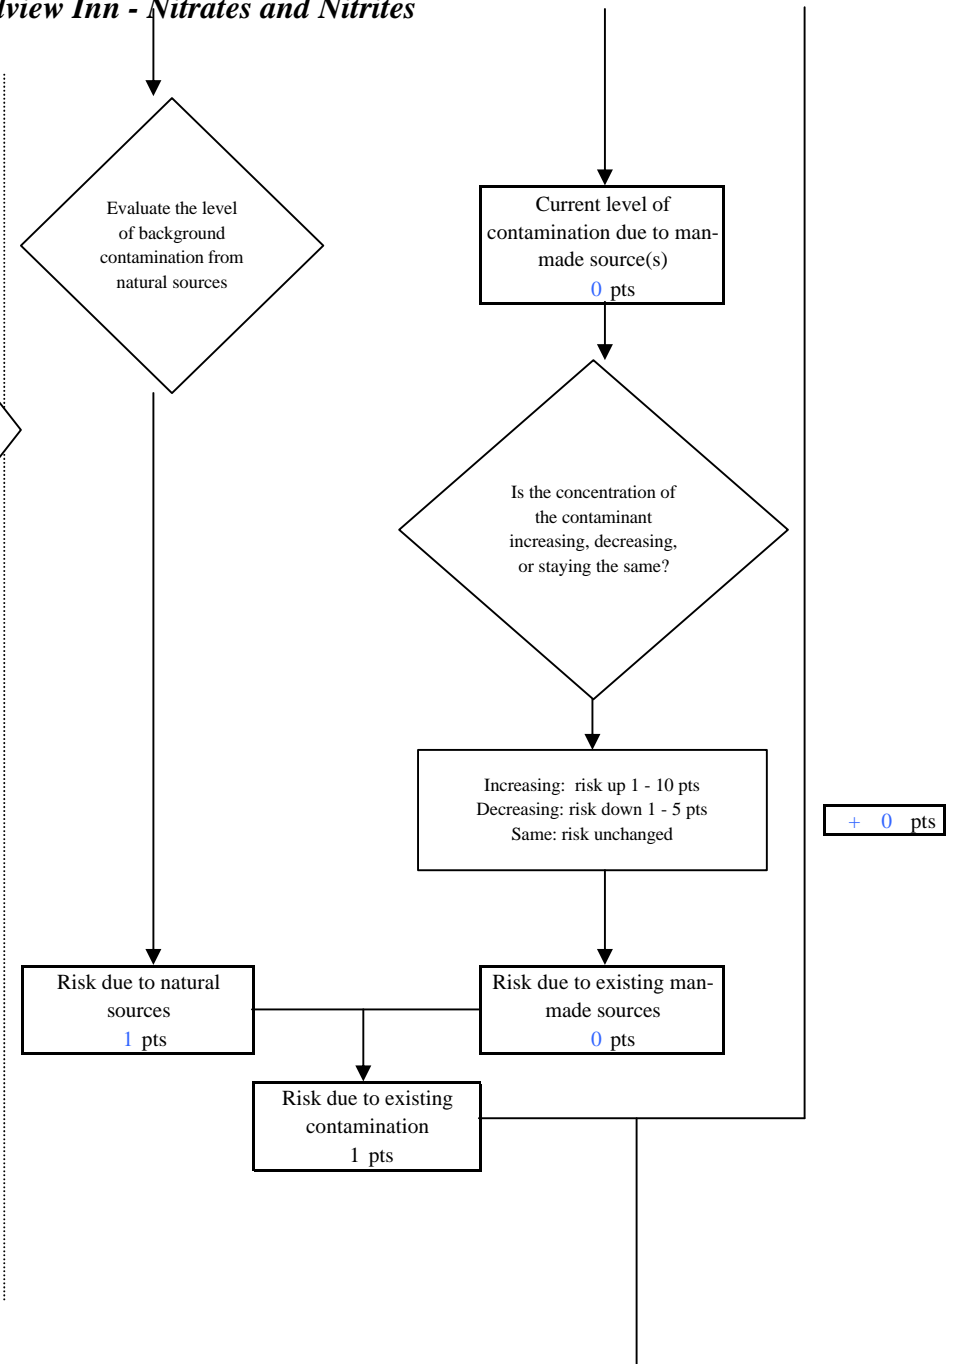 Inn - Nitrates and Nitrites
Evaluate the level
of background
contamination from
natural sources
Current level of
contamination due to man-
made source(s)
0 pts
Is the concentration of
the contaminant
increasing, decreasing,
or staying the same?
Increasing: risk up 1 - 10 pts
Decreasing: risk down 1 - 5 pts
Same: risk unchanged
+ 0 pts
Risk due to natural
sources
1 pts
Risk due to existing man-
made sources
0 pts
Risk due to existing
contamination
1 pts